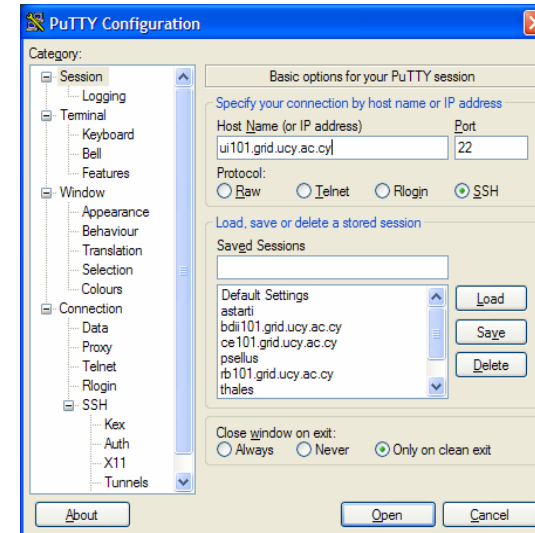 PuTTY Configuration
Category:
Session
Logging
Terminal
Keyboard
Bell
Features
Window
Appearance
Behaviour
Translation
Selection
Colours
Connection
Data
Proxy
Telnet
Rlogin
SSH
Kex
Auth
X11
Tunnels
Basic options for your PuTTY session
Specify your connection by host name or IP address
Host Name (or IP address) Port
ui101.grid.ucy.ac.cy 22
Protocol:
Raw Telnet Rlogin SSH
Load, save or delete a stored session
Saved Sessions
Default Settings
astarti
bdii101.grid.ucy.ac.cy
ce101.grid.ucy.ac.cy
psellus
rb101.grid.ucy.ac.cy
thales
Load
Save
Delete
Close window on exit:
Always Never Only on clean exit
About Open Cancel